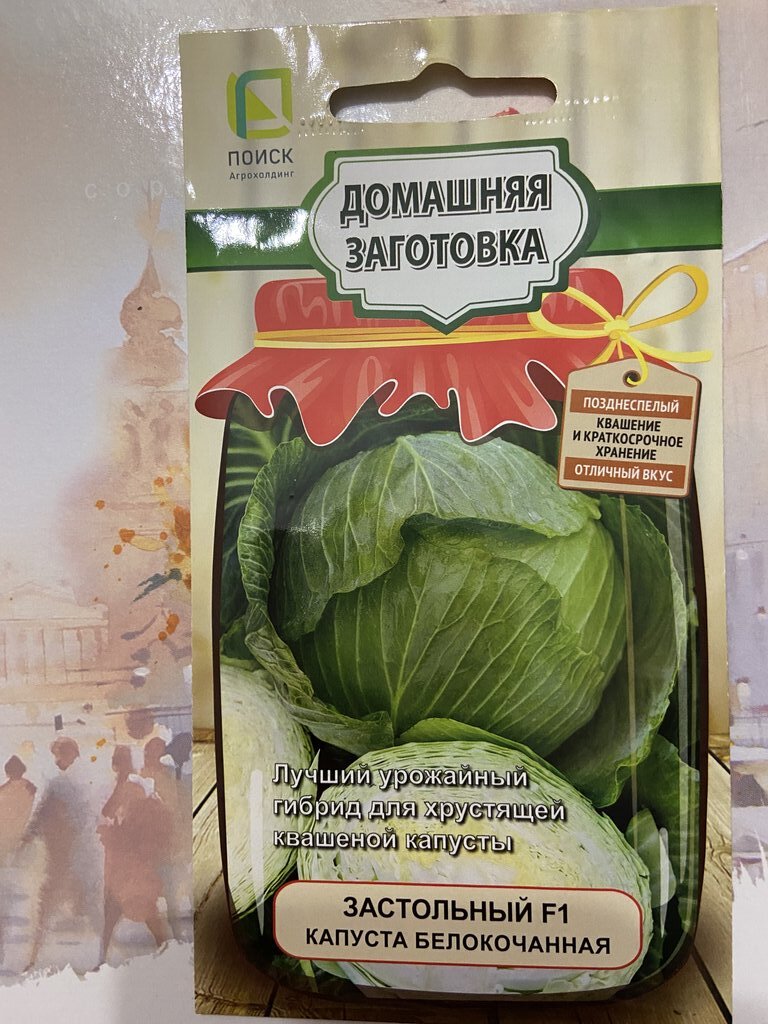 ПОИСК
Агрохолдинг
ДОМАШНЯЯ
ЗАГОТОВКА
ПОЗДНЕСПЕЛЫЙ
КВАШЕНИЕ
И КРАТКОСРОЧНОЕ
ХРАНЕНИЕ
ОТЛИЧНЫЙ ВКУС
Лучший урожайный
гибрид для хрустящей
квашеной капусты
ЗАСТОЛЬНЫЙ F1
КАПУСТА БЕЛОКОЧАННАЯ